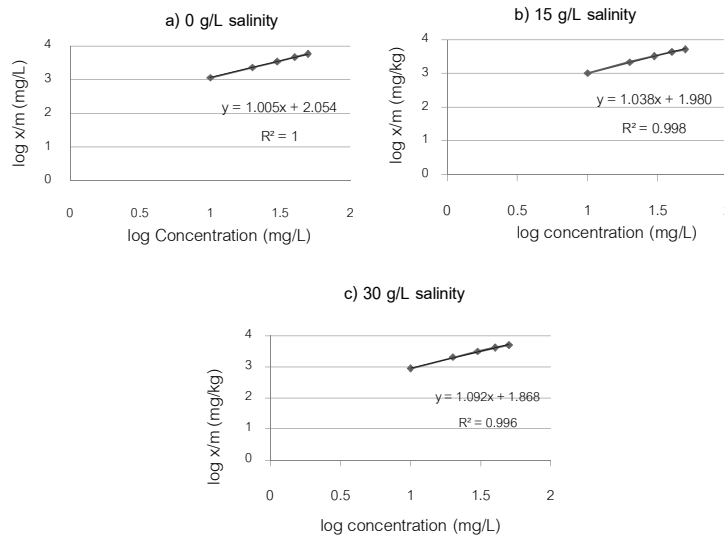 a) 0 g/L salinity
log x/m (mg/L)
4
3
2
1
0
y = 1.005x + 2.054
R² = 1
0 0.5 1 1.5 2
log Concentration (mg/L)
b) 15 g/L salinity
log x/m (mg/kg)
4
3
2
1
0
y = 1.038x + 1.980
R² = 0.998
0 0.5 1 1.5
log concentration (mg/L)
c) 30 g/L salinity
log x/m (mg/kg)
4
3
2
1
0
y = 1.092x + 1.868
R² = 0.996
0 0.5 1 1.5 2
log concentration (mg/L)